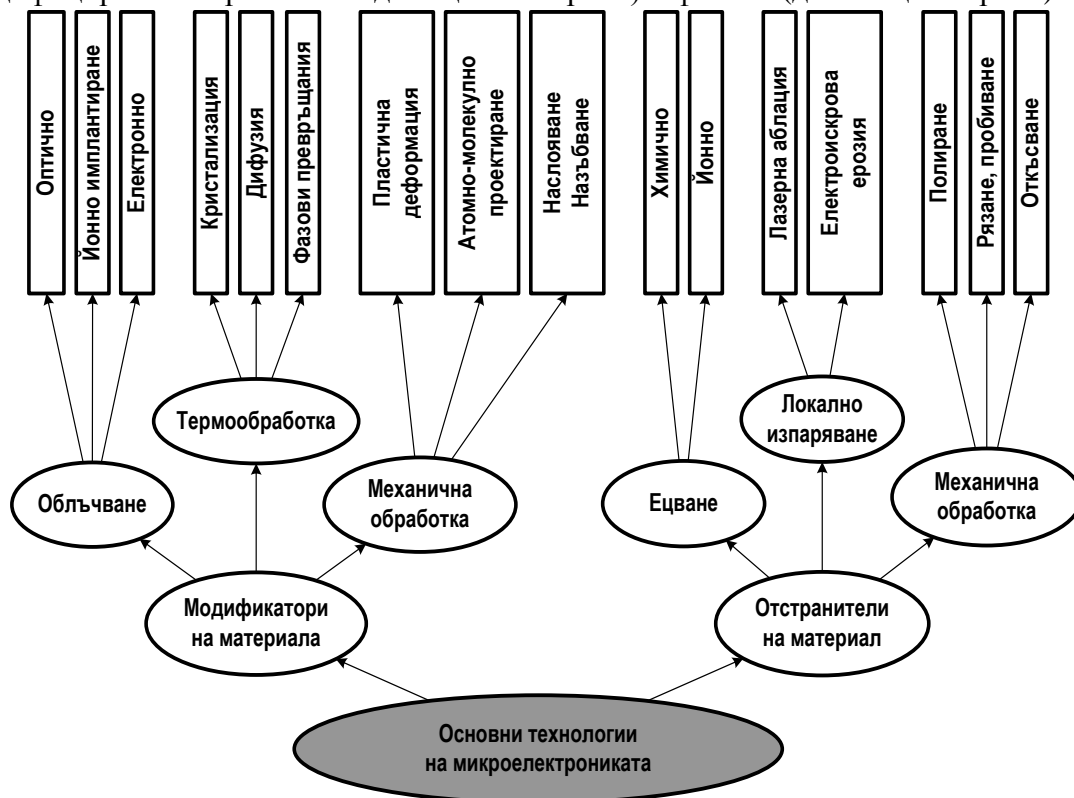 Оптично
Йонно имплантиране
Електронно
Кристализация
Дифузия
Фазови превръщания
Пластична
деформация
Атомно-молекулно
проектиране
Наслояване
Назъбване
Химично
Йонно
Лазерна аблация
Електроискрова
ерозия
Полиране
Рязане, пробиване
Откъсване
Термообработка
Локално
изпаряване
Облъчване
Механична
обработка
Ецване
Механична
обработка
Модификатори
на материала
Отстранители
на материал
Основни технологии
на микроелектрониката